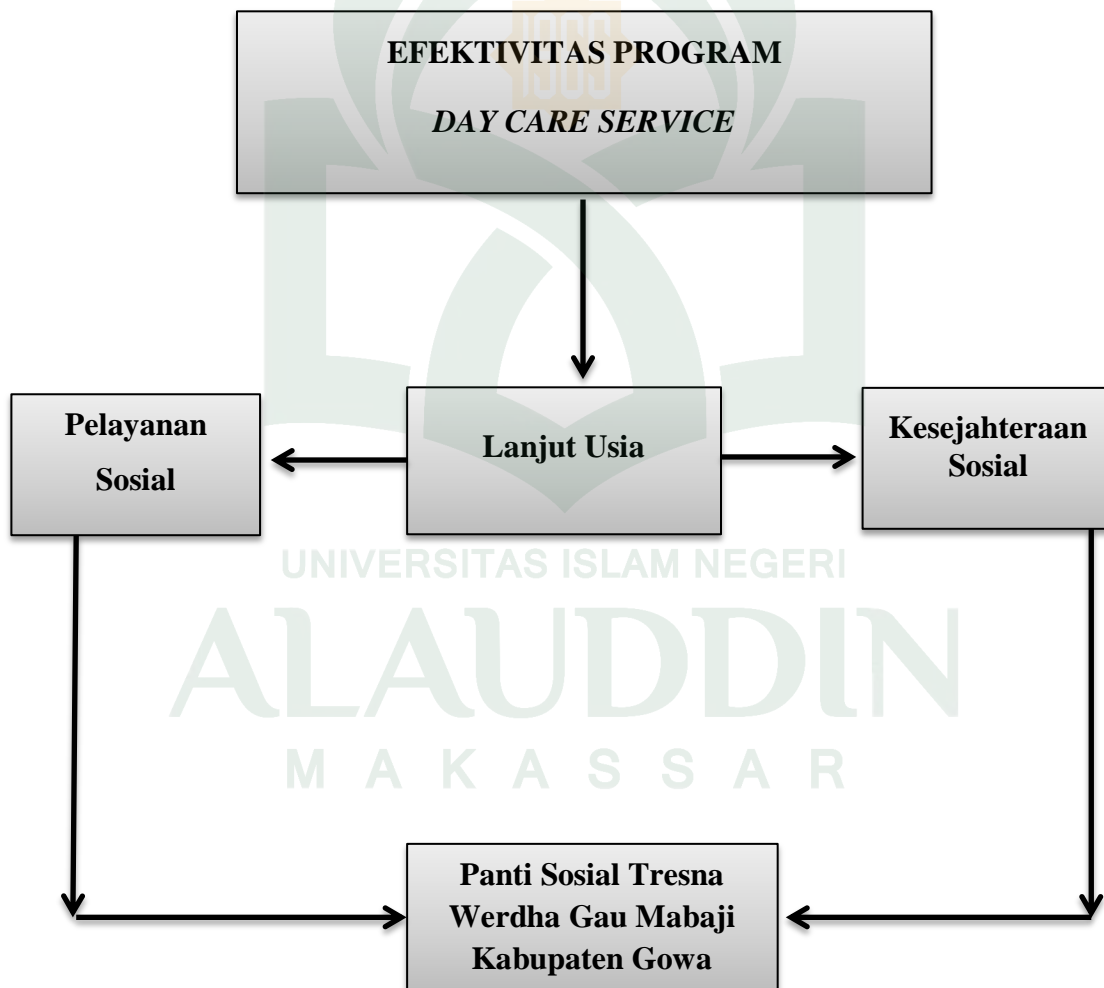 EFEKTIVITAS PROGRAM
DAY CARE SERVICE
Pelayanan
Sosial
Lanjut Usia
Kesejahteraan
Sosial
UNIVERSITAS ISLAM NEGERI
ALAUDDIN
MAKASSAR
Panti Sosial Tresna
Werdha Gau Mabaji
Kabupaten Gowa